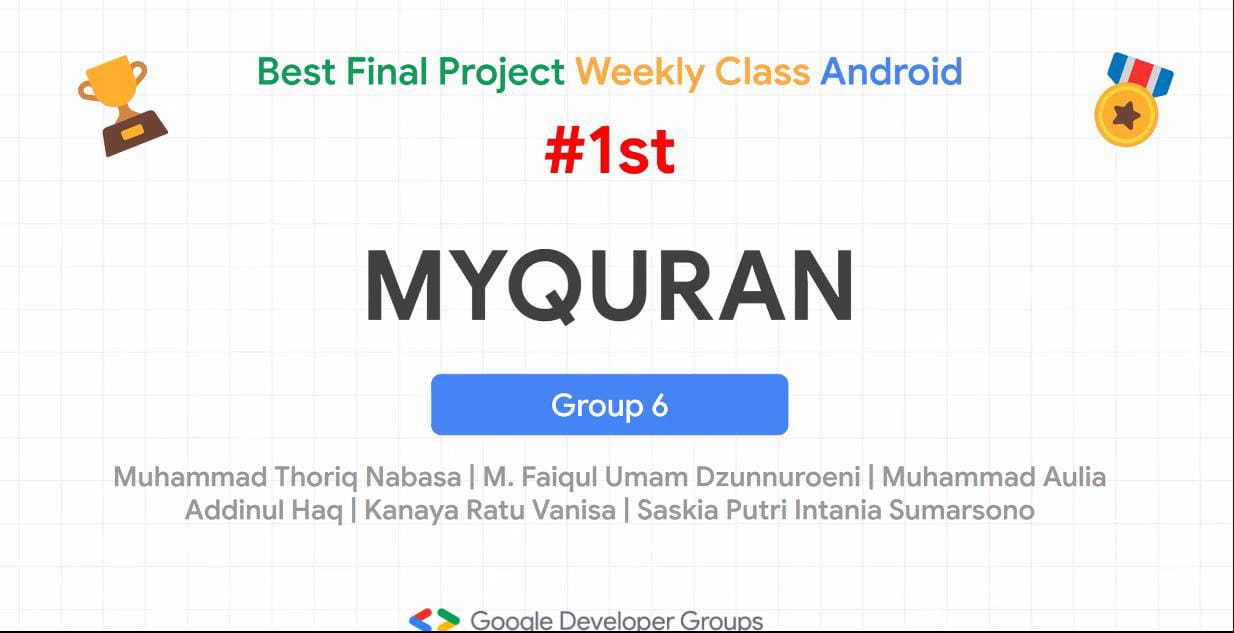 Best Final Project Weekly Class Android
#1st
MYQURAN
Group 6
Muhammad Thoriq Nabasa | M. Faiqul Umam Dzunnuroeni | Muhammad Aulia
Addinul Haq | Kanaya Ratu Vanisa | Saskia Putri Intania Sumarsono
Google Developer Groups